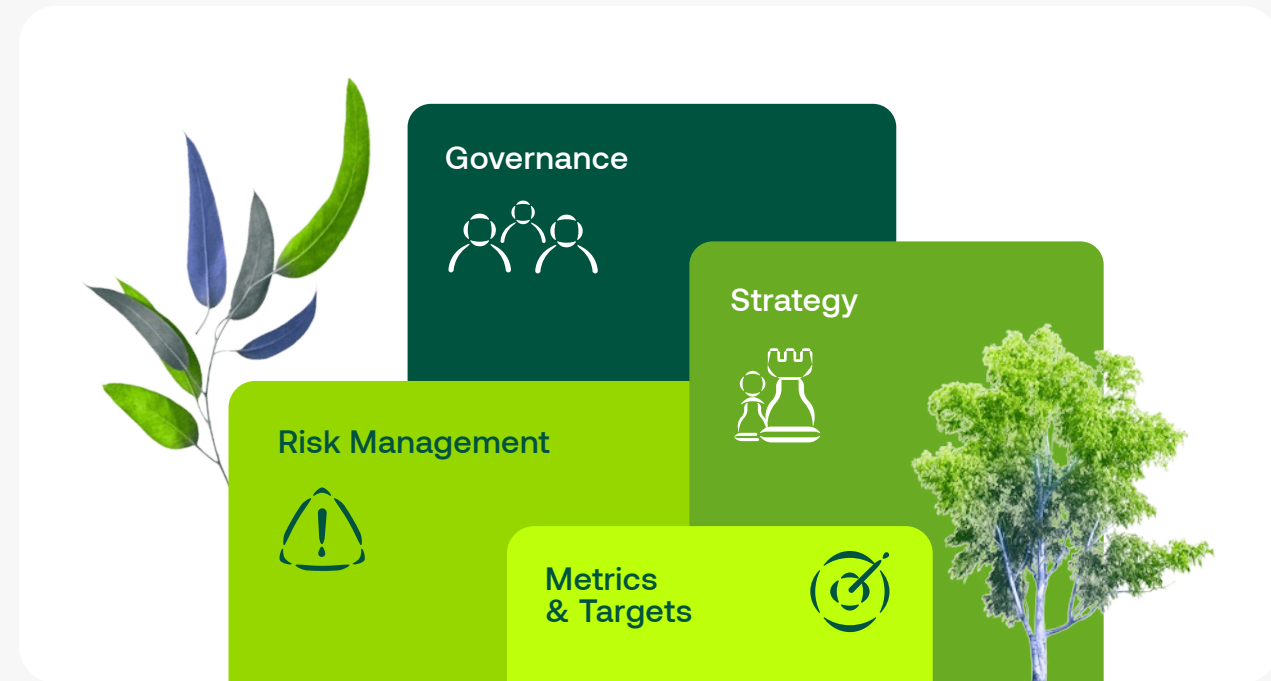 Governance
Strategy
Risk Management
Metrics
& Targets